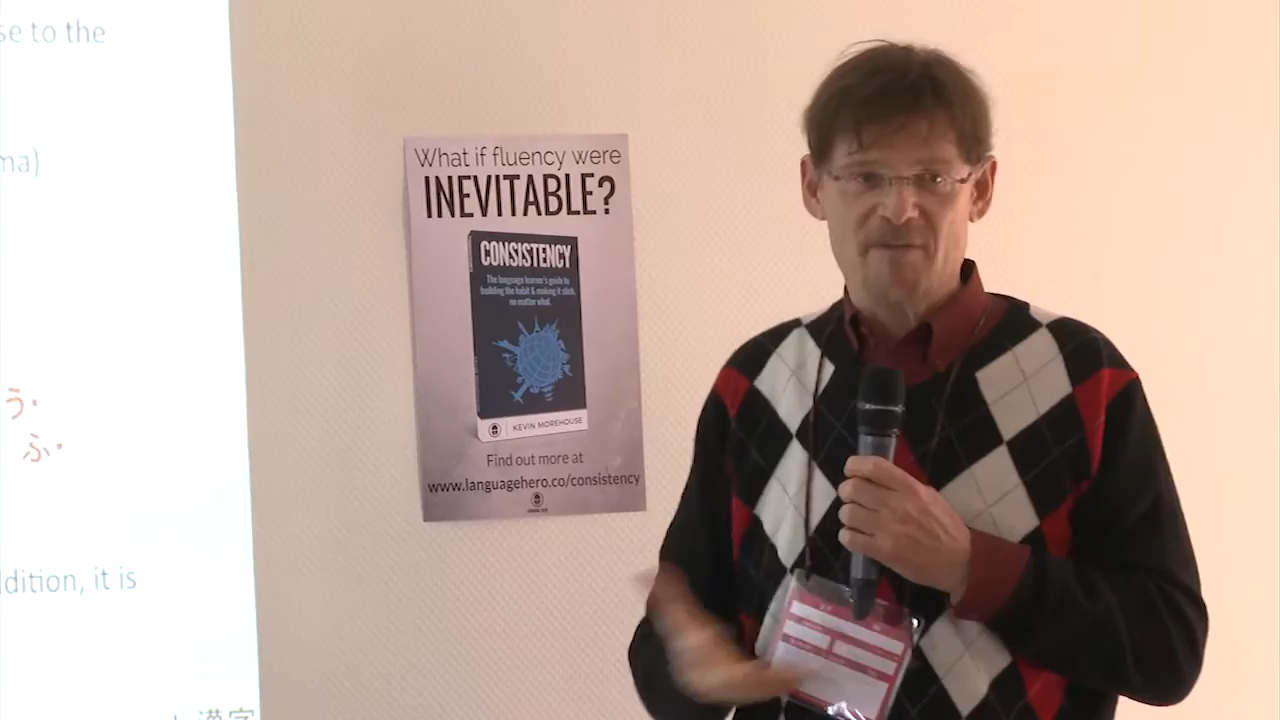 se to the
ma)
う.
ふ.
ddition, it is
漢字
What if fluency were
INEVITABLE?
CONSISTENCY
The language learner's guide to
building the habit & making it stick,
no matter what.
KEVIN MOREHOUSE
Find out more at
www.languagehero.co/consistency